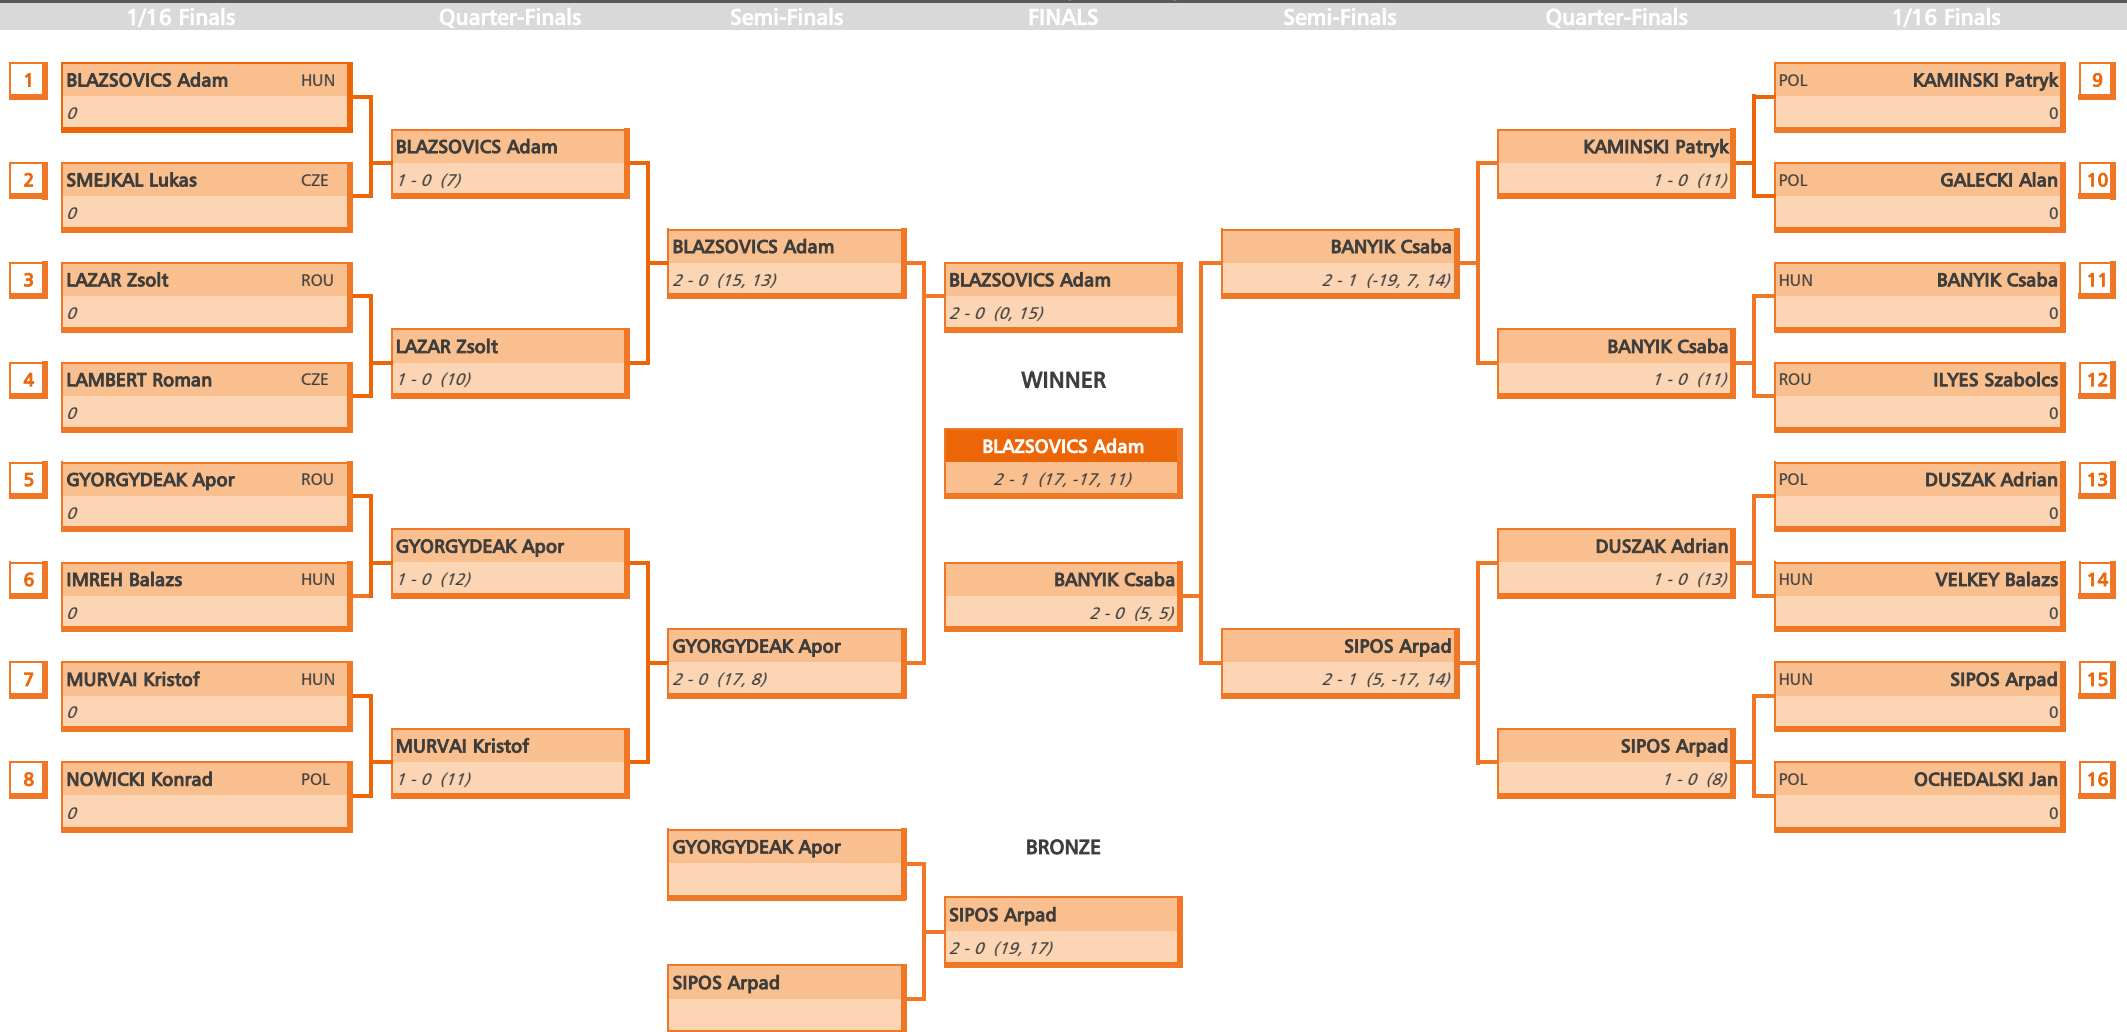 1/16 Finals Quarter-Finals Semi-Finals FINALS Semi-Finals Quarter-Finals 1/16 Finals
1 BLAZSOVICS Adam HUN
0
2 SMEJKAL Lukas CZE
0
3 LAZAR Zsolt ROU
0
4 LAMBERT Roman CZE
0
5 GYORGYDEAK Apor ROU
0
6 IMREH Balazs HUN
0
7 MURVAI Kristof HUN
0
8 NOWICKI Konrad POL
0
BLAZSOVICS Adam
1 - 0 (7)
LAZAR Zsolt
1 - 0 (10)
GYORGYDEAK Apor
1 - 0 (12)
MURVAI Kristof
1 - 0 (11)
BLAZSOVICS Adam
2 - 0 (15, 13)
GYORGYDEAK Apor
2 - 0 (17, 8)
BLAZSOVICS Adam
2 - 0 (0, 15)
WINNER
BLAZSOVICS Adam
2 - 1 (17, -17, 11)
BANYIK Csaba
2 - 0 (5, 5)
BANYIK Csaba
2 - 1 (-19, 7, 14)
SIPOS Arpad
2 - 1 (5, -17, 14)
KAMINSKI Patryk
1 - 0 (11)
BANYIK Csaba
1 - 0 (11)
DUSZAK Adrian
1 - 0 (13)
SIPOS Arpad
1 - 0 (8)
POL KAMINSKI Patryk 9
0
POL GALECKI Alan 10
0
HUN BANYIK Csaba 11
0
ROU ILYES Szabolcs 12
0
POL DUSZAK Adrian 13
0
HUN VELKEY Balazs 14
0
HUN SIPOS Arpad 15
0
POL OCHEDALSKI Jan 16
0
GYORGYDEAK Apor
BRONZE
SIPOS Arpad
2 - 0 (19, 17)
SIPOS Arpad